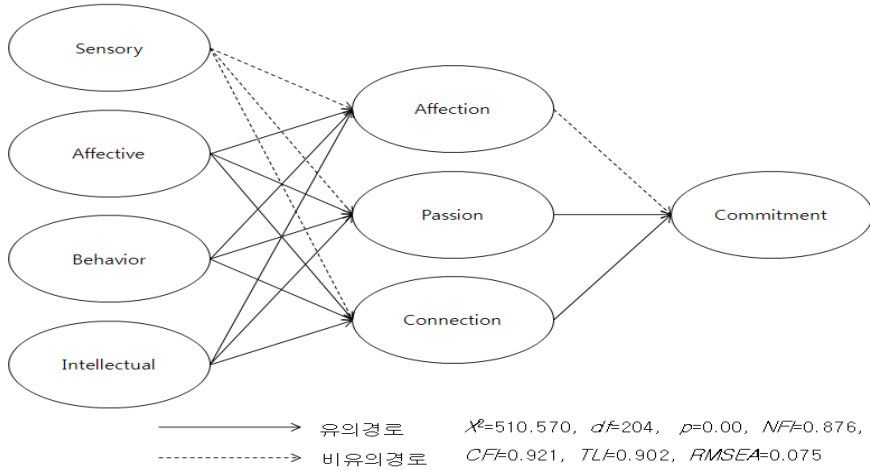 Sensory
Affection
Affective
Passion
Commitment
Behavior
Connection
Intellectual
유의경로 X²=510.570, df=204, p=0.00, NFI=0.876,
비유의경로 CFI=0.921, TLI=0.902, RMSEA=0.075